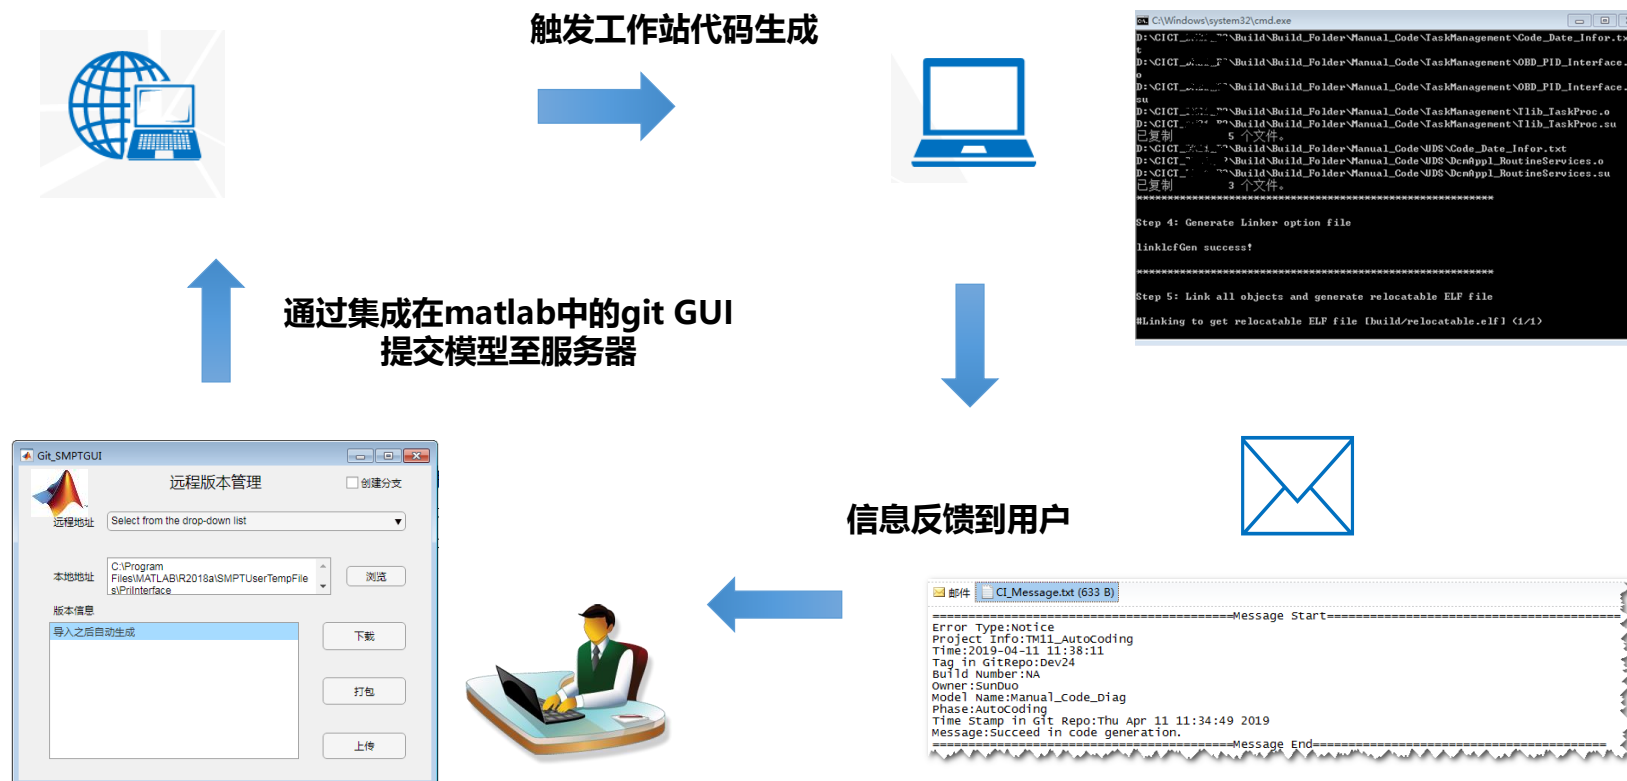 触发工作站代码生成
C:\Windows\system32\cmd.exe
\Build\Build_Folder\Manual_Code\TaskManagement\Code_Date_Infor.tx
t
\Build\Build_Folder\Manual_Code\TaskManagement\OBD_PID_Interface.
o
\Build\Build_Folder\Manual_Code\TaskManagement\OBD_PID_Interface.
su
\Build\Build_Folder\Manual_Code\TaskManagement\Tlib_TaskProc.o
\Build\Build_Folder\Manual_Code\TaskManagement\Tlib_TaskProc.su
已复制 5 个文件。
\Build\Build_Folder\Manual_Code\UDS\Code_Date_Infor.txt
\Build\Build_Folder\Manual_Code\UDS\DcmAppl_RoutineServices.o
\Build\Build_Folder\Manual_Code\UDS\DcmAppl_RoutineServices.su
已复制 3 个文件。
Step 4: Generate Linker option file
linklcfGen success!
Step 5: Link all objects and generate relocatable ELF file
#Linking to get relocatable ELF file [build/relocatable.elf] (1/1)
通过集成在matlab中的git GUI
提交模型至服务器
Git_SMPTGUI
远程版本管理
创建分支
远程地址
Select from the drop-down list
本地地址
C:\Program
Files\MATLAB\R2018a\SMPTUserTempFile
s\PriInterface
浏览
版本信息
导入之后自动生成
下载
打包
上传
信息反馈到用户
邮件
CI_Message.txt (633 B)
Message Start
Error Type:Notice
Project Info:TM11_AutoCoding
Time:2019-04-11 11:38:11
Tag in GitRepo:Dev24
Build Number:NA
Owner:SunDuo
Model Name:Manual_Code_Diag
Phase:AutoCoding
Time Stamp in Git Repo:Thu Apr 11 11:34:49 2019
Message:Succeed in code generation.
Message End